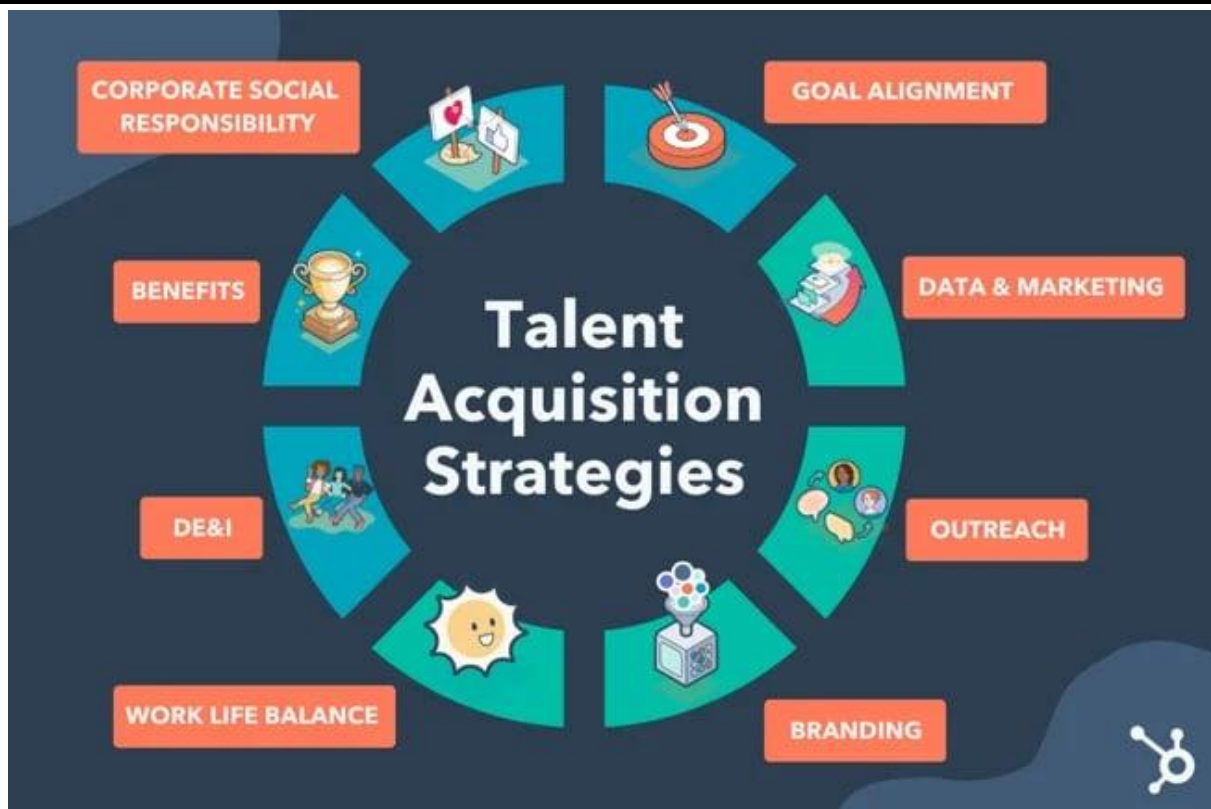 CORPORATE SOCIAL
RESPONSIBILITY
GOAL ALIGNMENT
BENEFITS
DATA & MARKETING
Talent
Acquisition
Strategies
DE&I
OUTREACH
WORK LIFE BALANCE
BRANDING